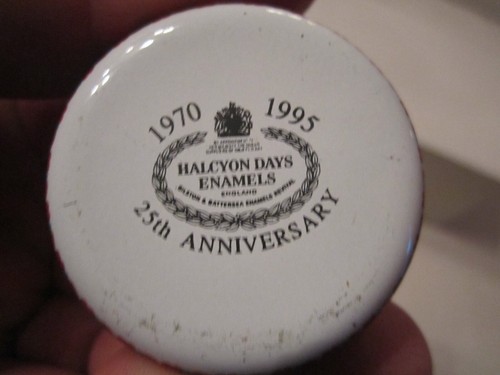 1970 1995
HALCYON DAYS
ENAMELS
ENGLAND
BILSTON & BATTERSEA ENAMELS REVIVAL
25th ANNIVERSARY